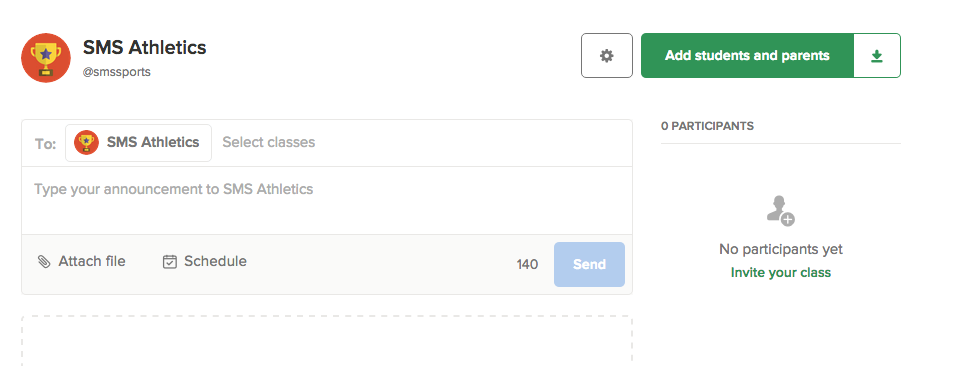 SMS Athletics
@smssports
Add students and parents
To: SMS Athletics Select classes
Type your announcement to SMS Athletics
Attach file Schedule 140 Send
0 PARTICIPANTS
No participants yet
Invite your class